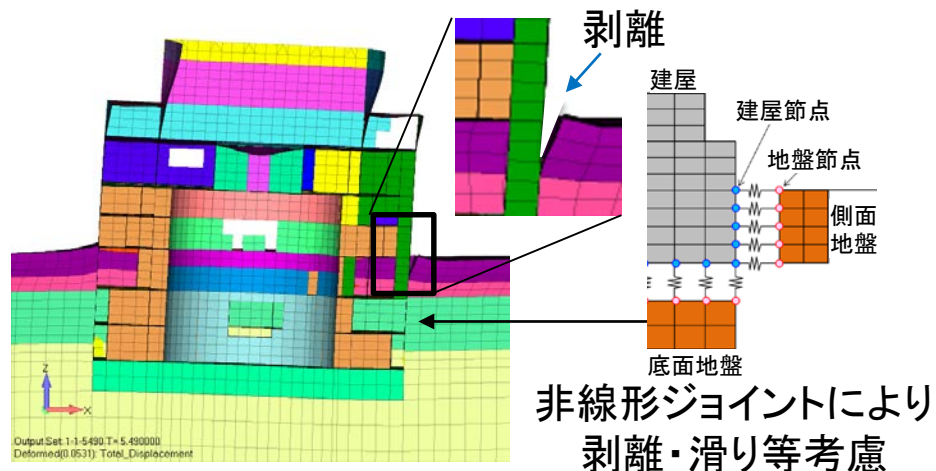 剥離
建屋
建屋節点
地盤節点
側面
地盤
底面地盤
非線形ジョイントにより
剥離・滑り等考慮
Z
X
Output Set: 1-1-5490 T= 5.490000
Deformed(0.0531): Total_Displacement